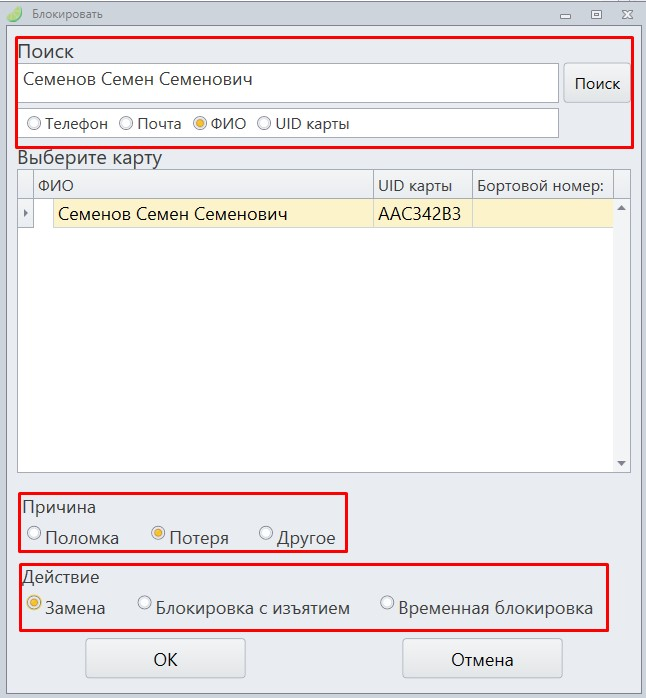 Блокировать
Поиск
Семенов Семен Семенович
Поиск
Телефон Почта ФИО UID карты
Выберите карту
ФИО UID карты Бортовой номер:
Семенов Семен Семенович AAC342B3
Причина
Поломка Потеря Другое
Действие
Замена Блокировка с изъятием Временная блокировка
OK Отмена